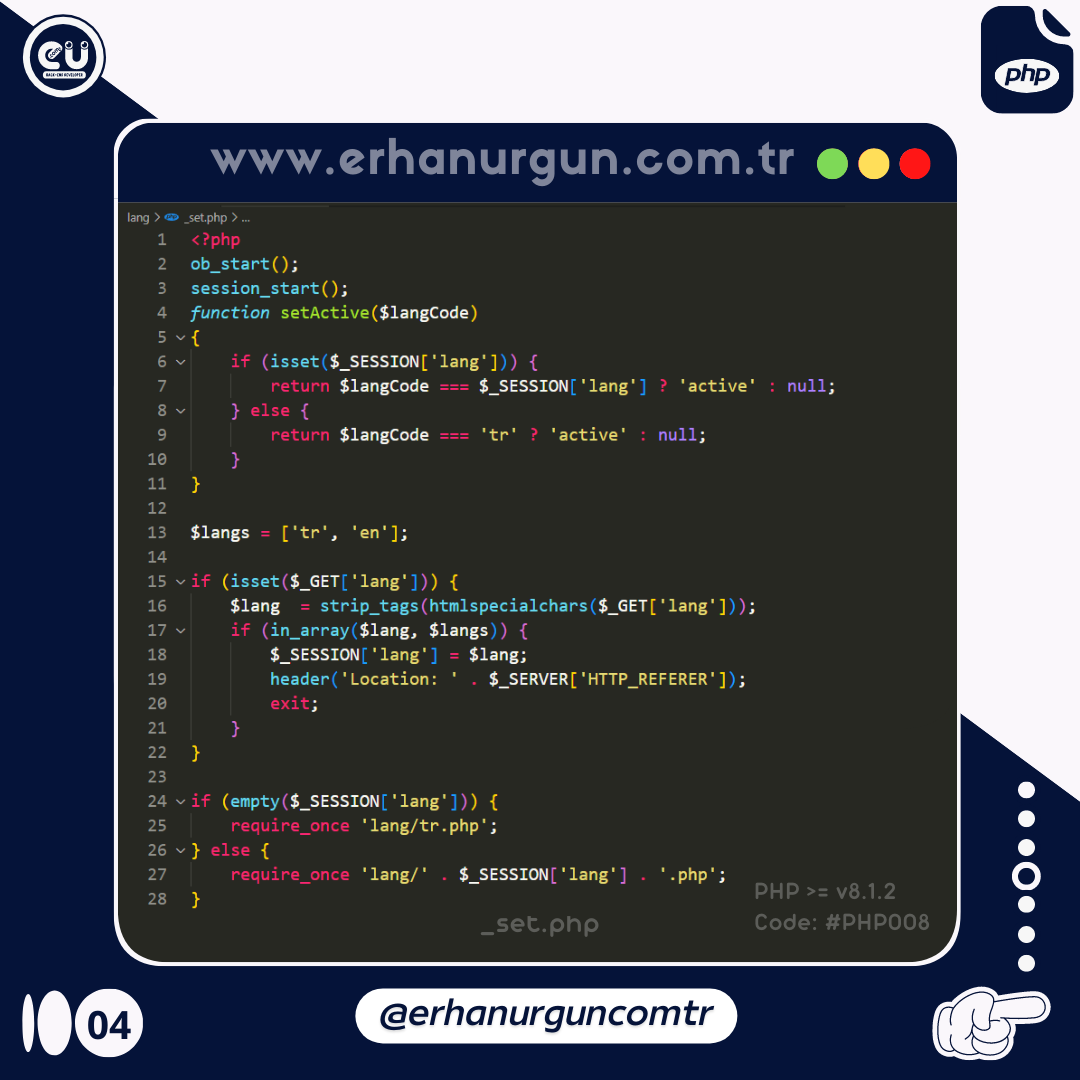 eü
BACK-END DEVELOPER
php
www.erhanurgun.com.tr
lang > php _set.php > ...
1 <?php
2 ob_start();
3 session_start();
4 function setActive($langCode)
5 {
6     if (isset($_SESSION['lang'])) {
7         return $langCode === $_SESSION['lang'] ? 'active' : null;
8     } else {
9         return $langCode === 'tr' ? 'active' : null;
10     }
11 }
12
13 $langs = ['tr', 'en'];
14
15 if (isset($_GET['lang'])) {
16     $lang  = strip_tags(htmlspecialchars($_GET['lang']));
17     if (in_array($lang, $langs)) {
18         $_SESSION['lang'] = $lang;
19         header('Location: ' . $_SERVER['HTTP_REFERER']);
20         exit;
21     }
22 }
23
24 if (empty($_SESSION['lang'])) {
25     require_once 'lang/tr.php';
26 } else {
27     require_once 'lang/' . $_SESSION['lang'] . '.php';
28 }
PHP >= v8.1.2
Code: #PHP008
_set.php
04
@erhanurguncomtr